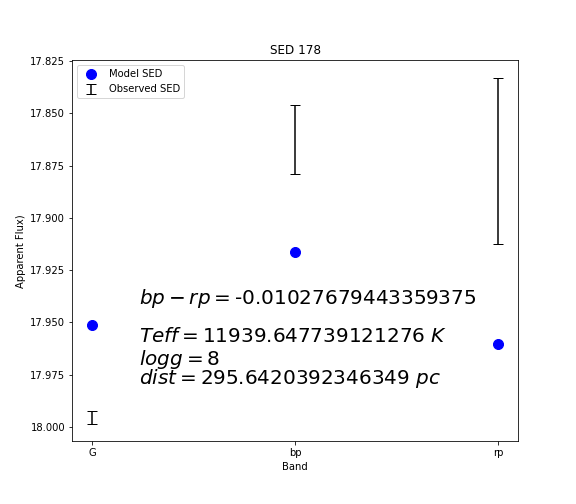 SED 178
Model SED
Observed SED
17.825
17.850
17.875
17.900
17.925
17.950
17.975
18.000
Apparent Flux)
bp − rp = -0.01027679443359375
Teff = 11939.647739121276 K
logg = 8
dist = 295.6420392346349 pc
G bp rp
Band